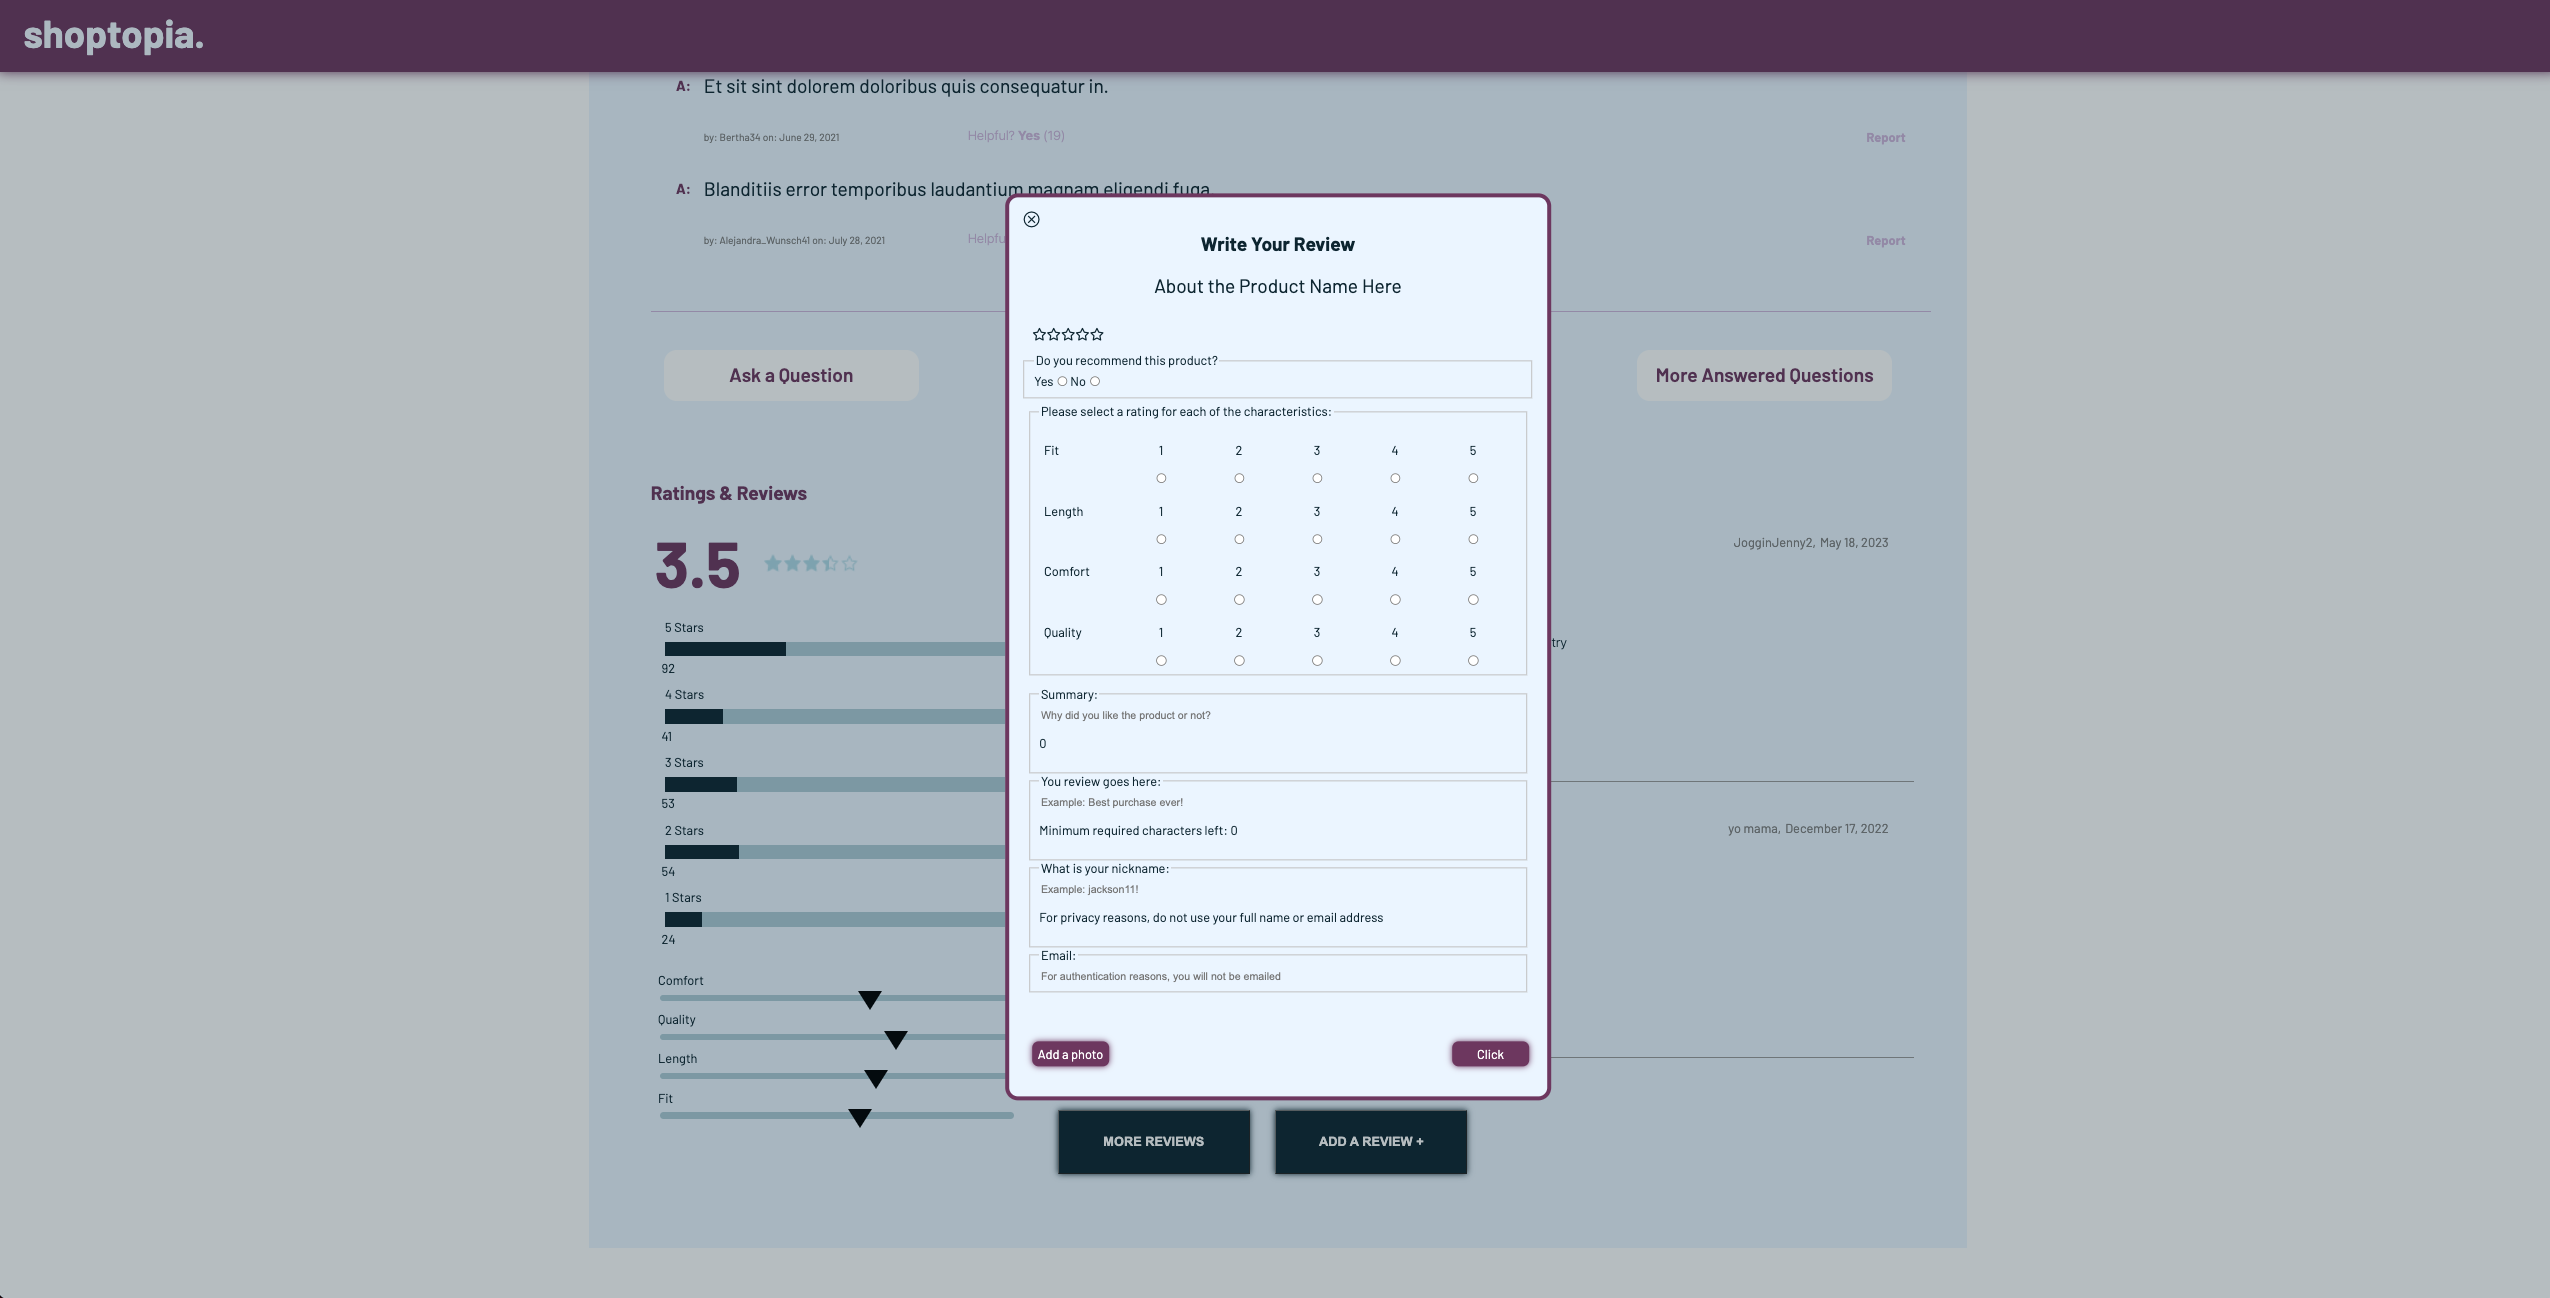 shoptopia.
A: Et sit sint dolorem doloribus quis consequatur in.
by: Bertha34 on: June 29, 2021 Helpful? Yes (19) Report
A: Blanditiis error temporibus laudantium magnam eligendi fuga.
by: Alejandra_Wunsch41 on: July 28, 2021 Report
Ask a Question
More Answered Questions
Ratings & Reviews
3.5
5 Stars
92
4 Stars
41
3 Stars
53
2 Stars
54
1 Stars
24
Comfort
Quality
Length
Fit
JogginJenny2, May 18, 2023
yo mama, December 17, 2022
Write Your Review
About the Product Name Here
Do you recommend this product?
Yes No
Please select a rating for each of the characteristics:
Fit 1 2 3 4 5
Length 1 2 3 4 5
Comfort 1 2 3 4 5
Quality 1 2 3 4 5
Summary:
Why did you like the product or not?
0
You review goes here:
Example: Best purchase ever!
Minimum required characters left: 0
What is your nickname:
Example: jackson11!
For privacy reasons, do not use your full name or email address
Email:
For authentication reasons, you will not be emailed
Add a photo Click
MORE REVIEWS ADD A REVIEW +